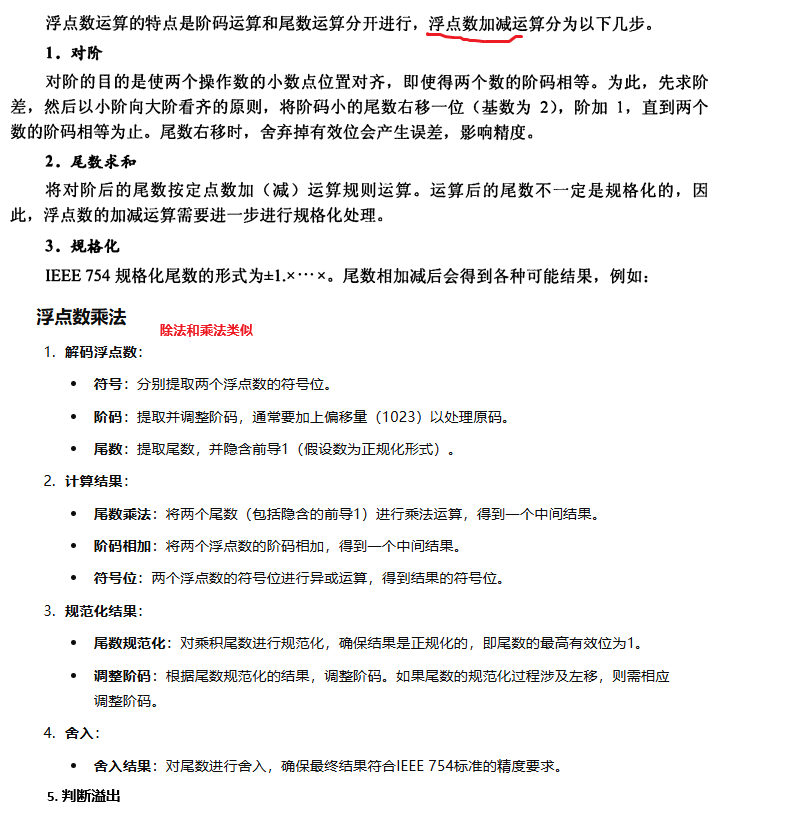 浮点数运算的特点是阶码运算和尾数运算分开进行，浮点数加减运算分为以下几步。
1．对阶
对阶的目的是使两个操作数的小数点位置对齐，即使得两个数的阶码相等。为此，先求阶
差，然后以小阶向大阶看齐的原则，将阶码小的尾数右移一位（基数为 2），阶加 1，直到两个
数的阶码相等为止。尾数右移时，舍弃掉有效位会产生误差，影响精度。
2．尾数求和
将对阶后的尾数按定点数加（减）运算规则运算。运算后的尾数不一定是规格化的，因
此，浮点数的加减运算需要进一步进行规格化处理。
3．规格化
IEEE 754 规格化尾数的形式为±1.×⋯×。尾数相加减后会得到各种可能结果，例如：
浮点数乘法
除法和乘法类似
1. 解码浮点数：
• 符号：分别提取两个浮点数的符号位。
• 阶码：提取并调整阶码，通常要加上偏移量（1023）以处理原码。
• 尾数：提取尾数，并隐含前导1（假设数为正规化形式）。
2. 计算结果：
• 尾数乘法：将两个尾数（包括隐含的前导1）进行乘法运算，得到一个中间结果。
• 阶码相加：将两个浮点数的阶码相加，得到一个中间结果。
• 符号位：两个浮点数的符号位进行异或运算，得到结果的符号位。
3. 规范化结果：
• 尾数规范化：对乘积尾数进行规范化，确保结果是正规化的，即尾数的最高有效位为1。
• 调整阶码：根据尾数规范化的结果，调整阶码。如果尾数的规范化过程涉及左移，则需相应
调整阶码。
4. 舍入：
• 舍入结果：对尾数进行舍入，确保最终结果符合IEEE 754标准的精度要求。
5. 判断溢出